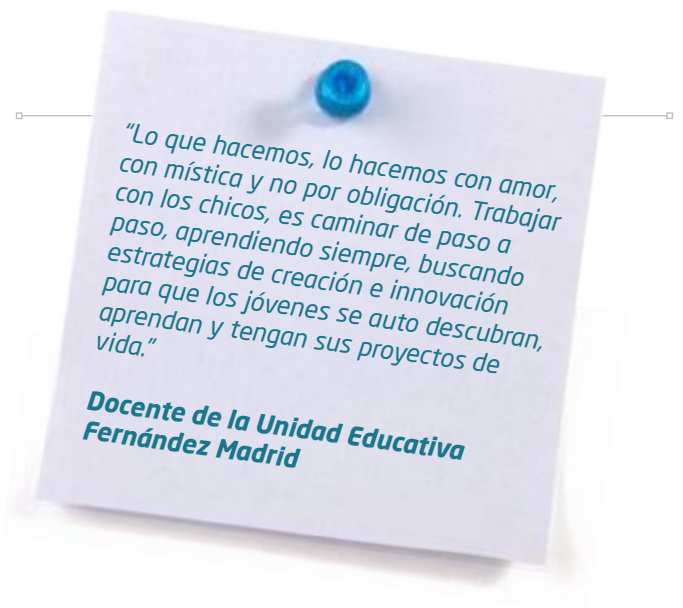 “Lo que hacemos, lo hacemos con amor,
con mística y no por obligación. Trabajar
con los chicos, es caminar de paso a
paso, aprendiendo siempre, buscando
estrategias de creación e innovación
para que los jóvenes se auto descubran,
aprendan y tengan sus proyectos de
vida.”
Docente de la Unidad Educativa
Fernández Madrid